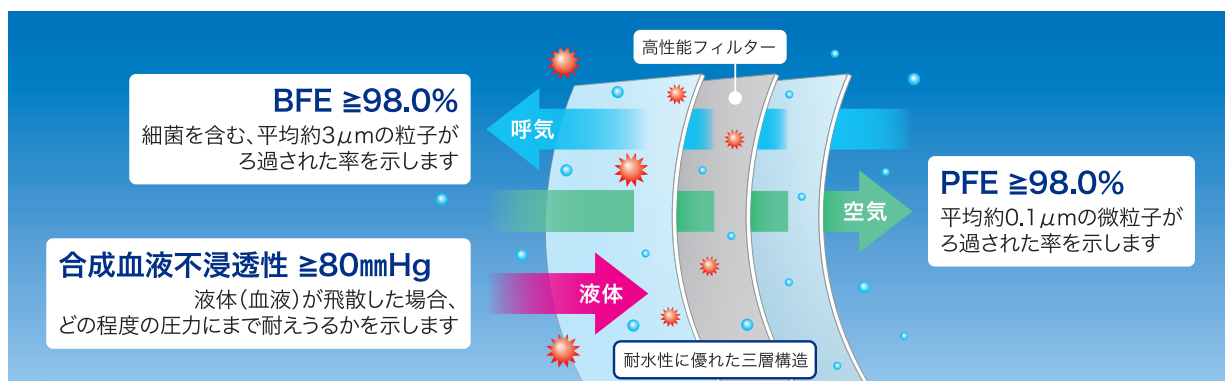 高性能フィルター
BFE ≧98.0%
細菌を含む、平均約3μmの粒子が
ろ過された率を示します
呼気
PFE ≧98.0%
平均約0.1μmの微粒子が
ろ過された率を示します
空気
合成血液不浸透性 ≧80㎜Hg
液体(血液)が飛散した場合、
どの程度の圧力にまで耐えうるかを示します
液体
耐水性に優れた三層構造